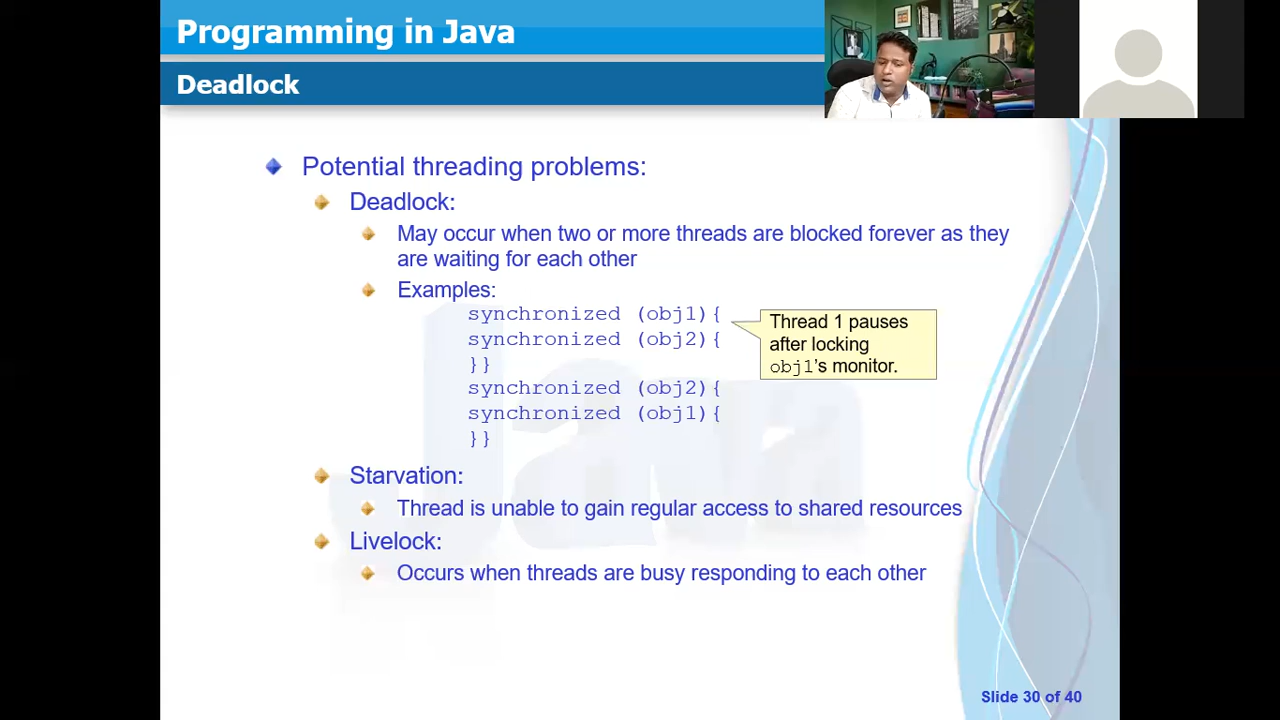 Programming in Java
Deadlock
Potential threading problems:
Deadlock:
May occur when two or more threads are blocked forever as they
are waiting for each other
Examples:
synchronized (obj1){
synchronized (obj2){
}}
synchronized (obj2){
synchronized (obj1){
}}
Thread 1 pauses
after locking
obj1's monitor.
Starvation:
Thread is unable to gain regular access to shared resources
Livelock:
Occurs when threads are busy responding to each other
Java
Slide 30 of 40